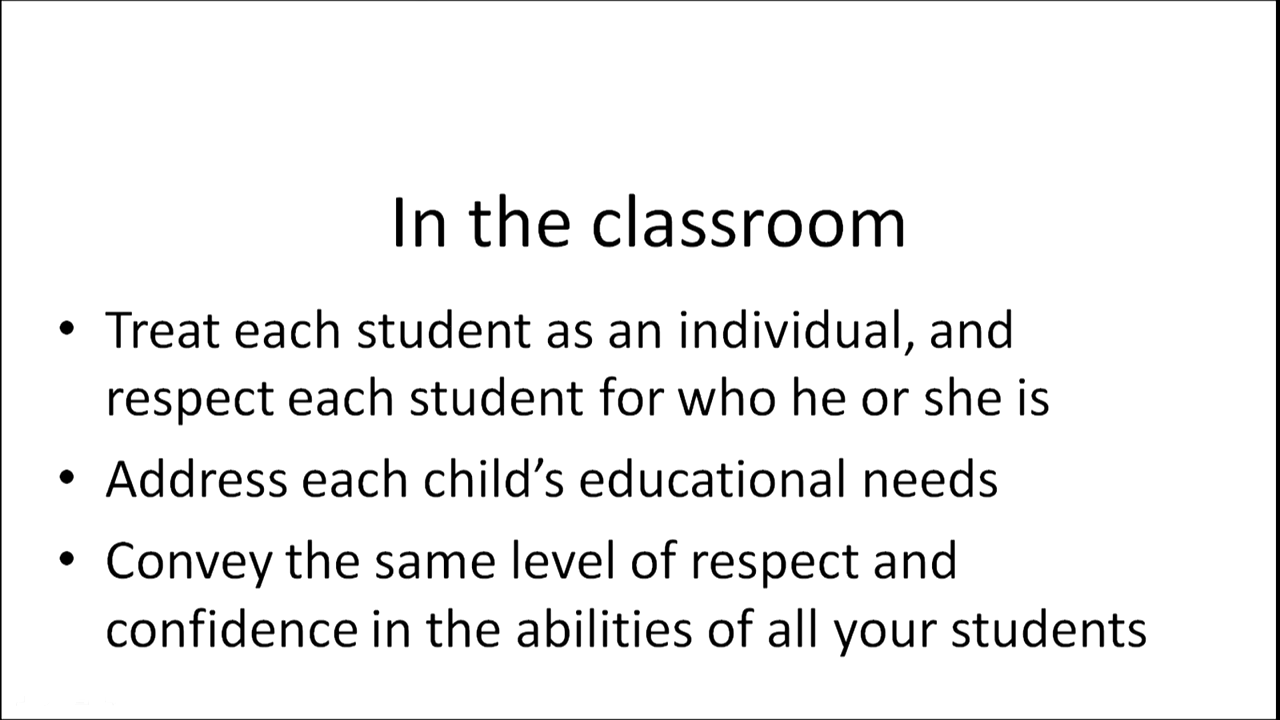 In the classroom
• Treat each student as an individual, and
respect each student for who he or she is
• Address each child’s educational needs
• Convey the same level of respect and
confidence in the abilities of all your students